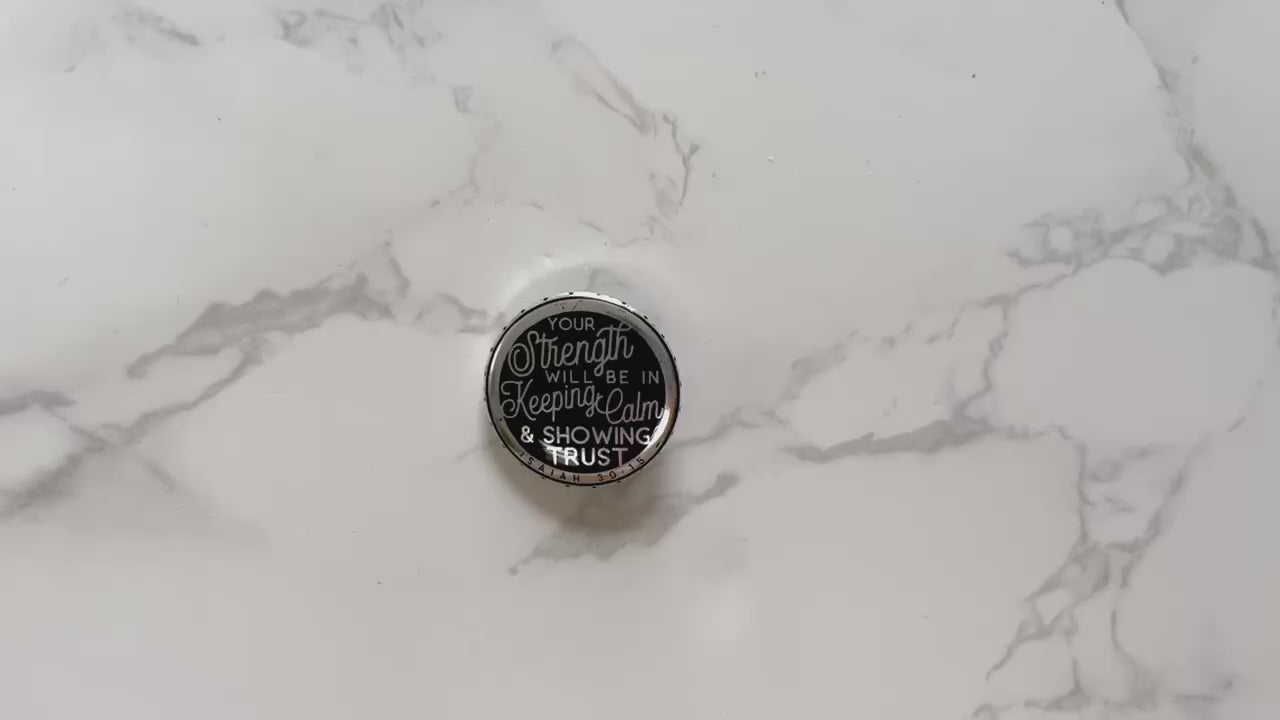 YOUR
Strength
WILL BE IN
Keeping Calm
& SHOWING
TRUST
ISAIAH 30:15